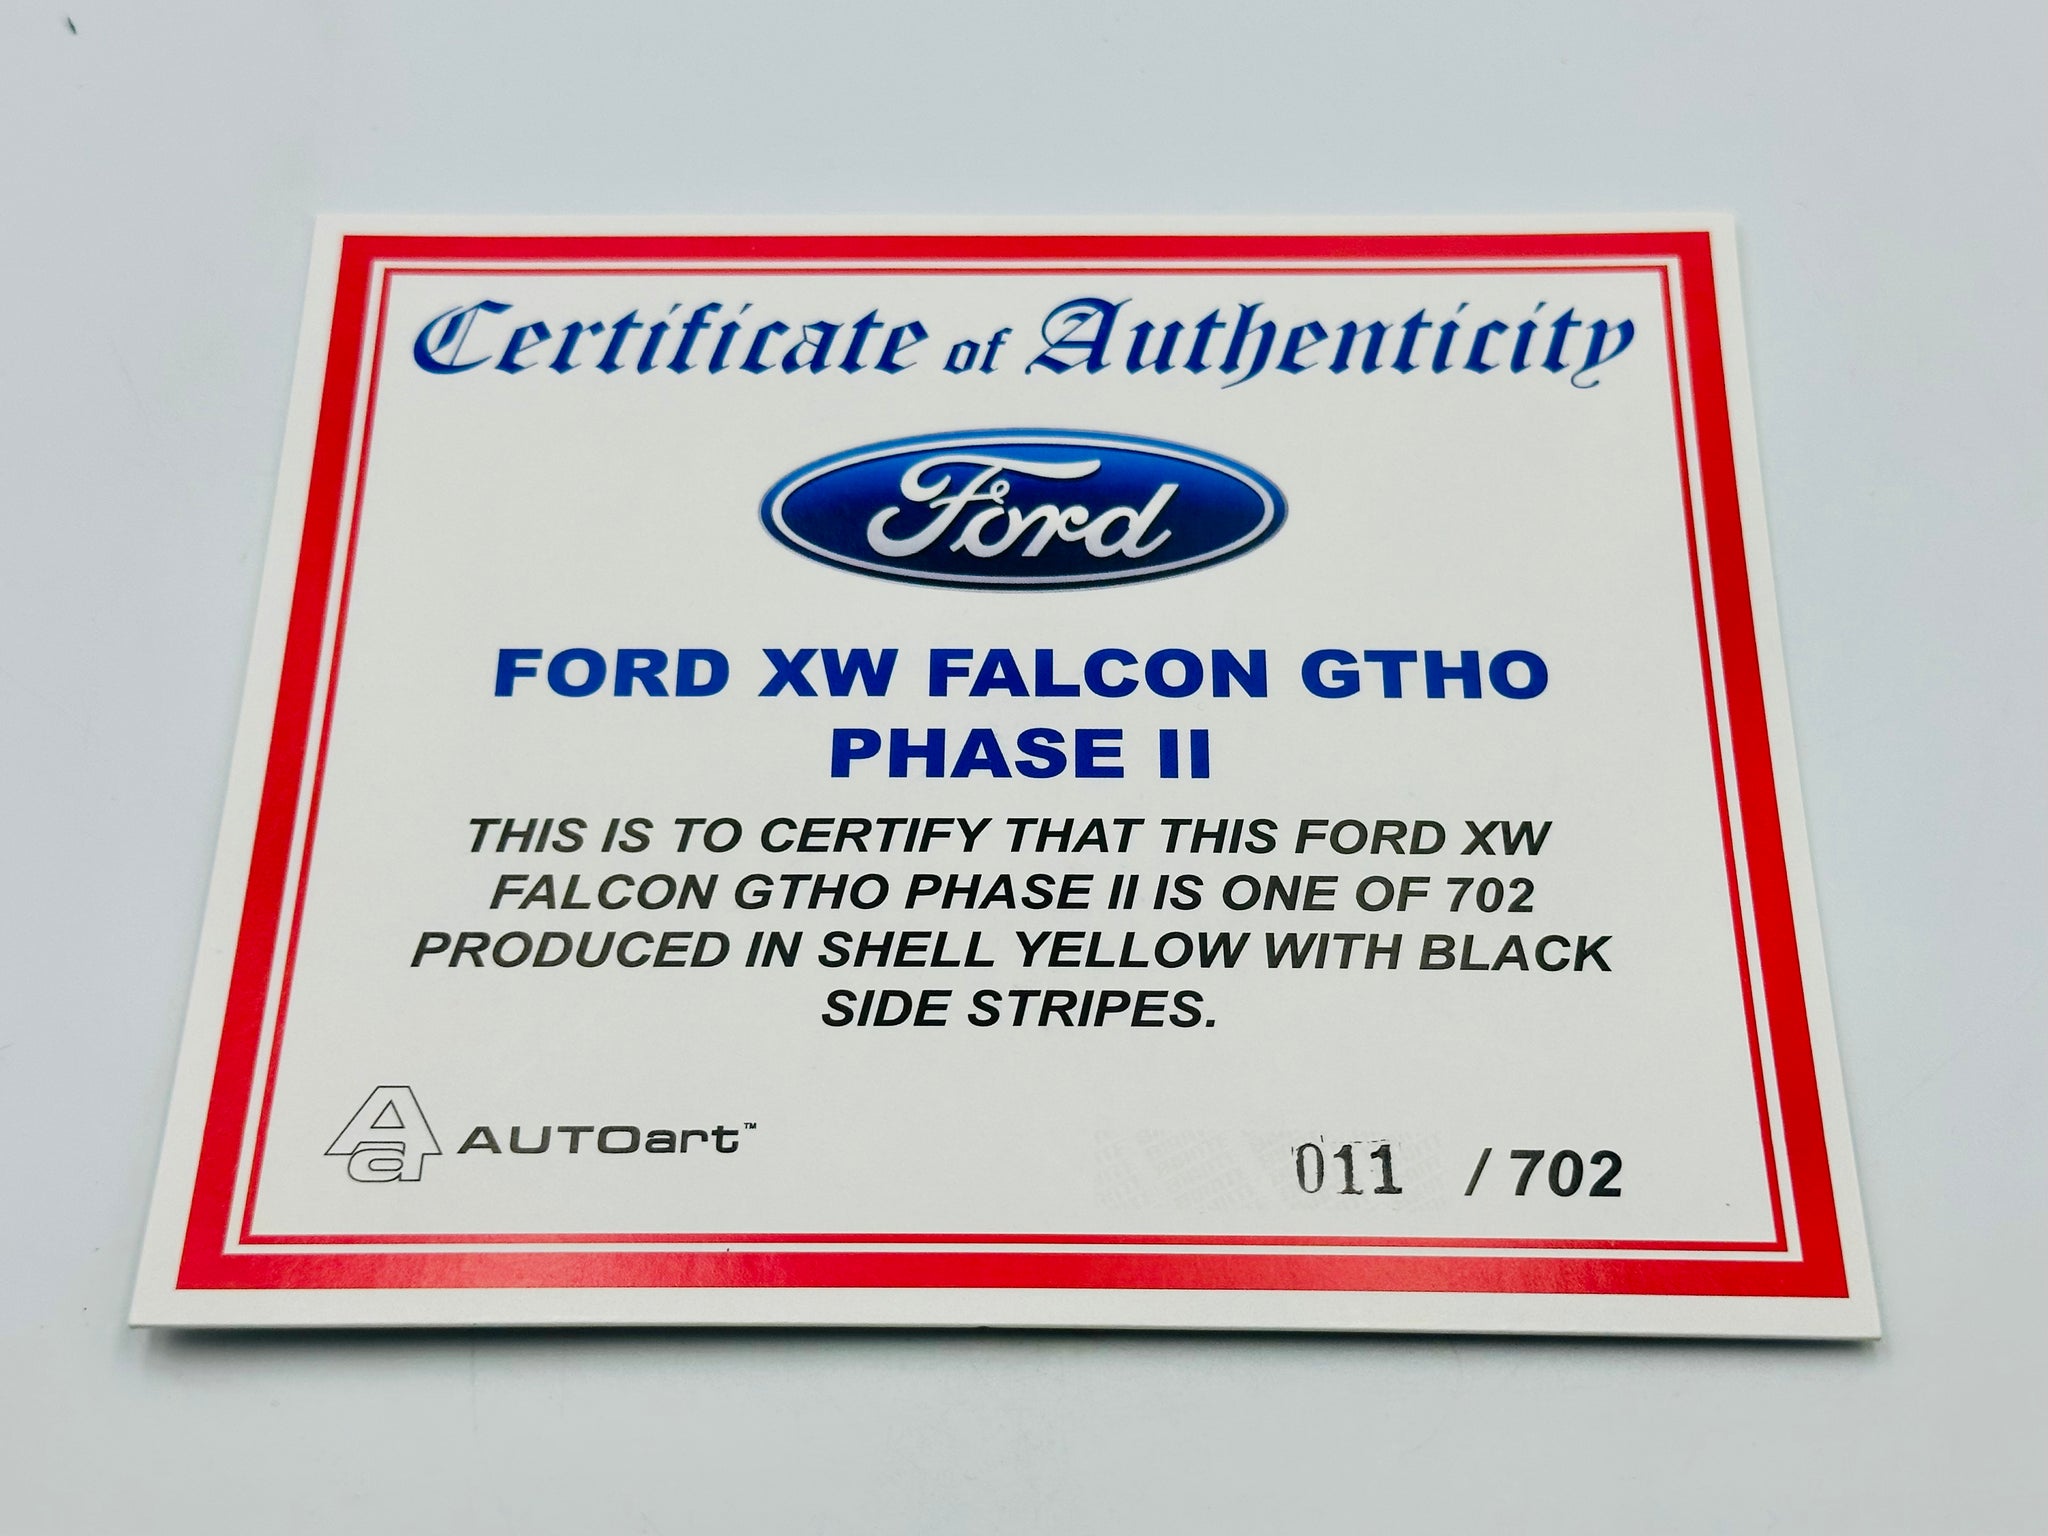 Certificate of Authenticity
Ford
FORD XW FALCON GTHO
PHASE II
THIS IS TO CERTIFY THAT THIS FORD XW
FALCON GTHO PHASE II IS ONE OF 702
PRODUCED IN SHELL YELLOW WITH BLACK
SIDE STRIPES.
AUTOart™
011 / 702